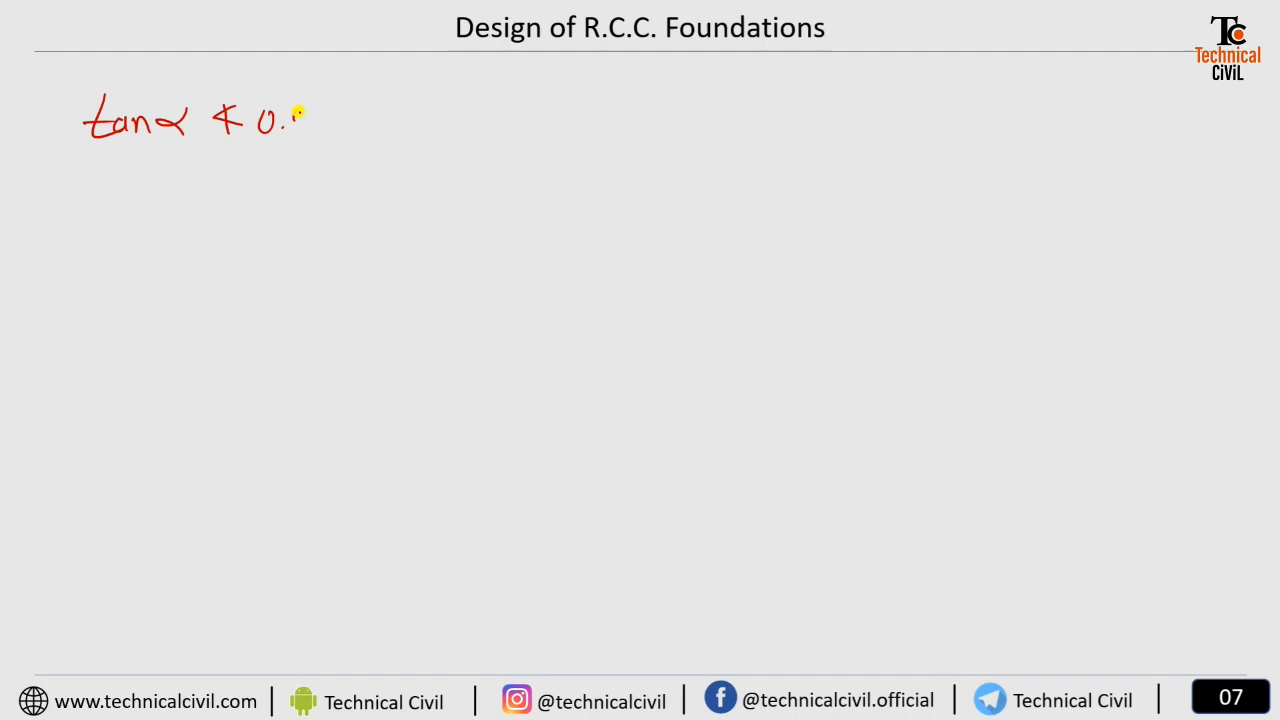 Design of R.C.C. Foundations
TC
Technical
CiViL
tanα ≮ 0.
www.technicalcivil.com
Technical Civil
@technicalcivil
@technicalcivil.official
Technical Civil
07